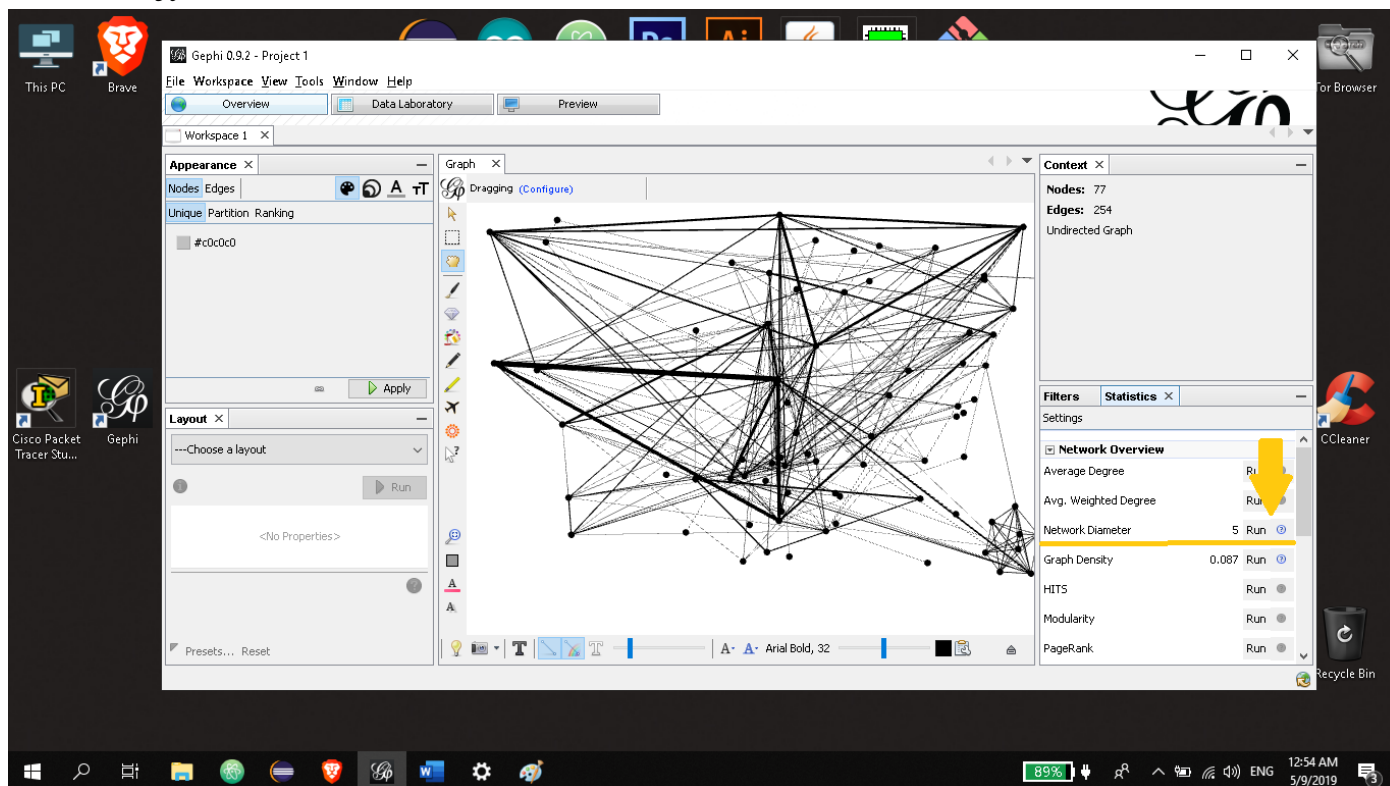 This PC
Brave
Tor Browser
Gephi 0.9.2 - Project 1
File Workspace View Tools Window Help
Overview
Data Laboratory
Preview
Workspace 1
Appearance
Nodes Edges
Unique Partition Ranking
#c0c0c0
Apply
Layout
---Choose a layout
Run
<No Properties>
Presets... Reset
Graph
Dragging (Configure)
Arial Bold, 32
Context
Nodes: 77
Edges: 254
Undirected Graph
Filters Statistics
Settings
Network Overview
Average Degree
Avg. Weighted Degree
Network Diameter 5 Run
Graph Density 0.087 Run
HITS Run
Modularity Run
PageRank Run
Cisco Packet
Tracer Stu...
Gephi
CCleaner
Recycle Bin
89%
ENG
12:54 AM
5/9/2019
3